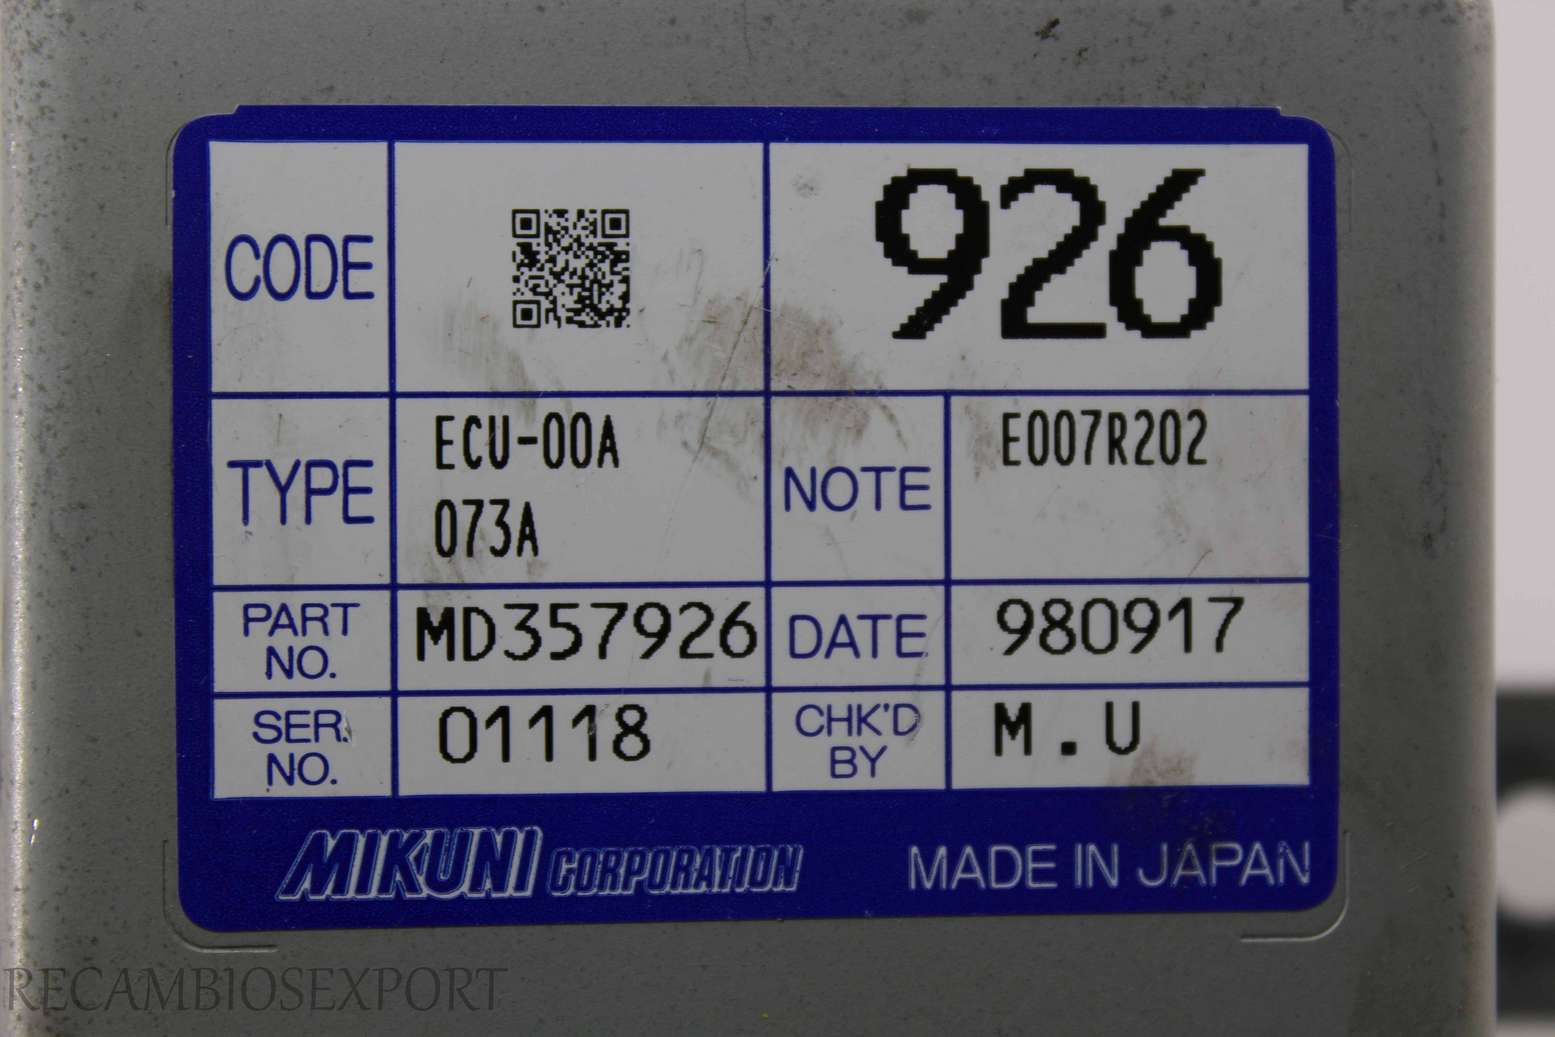 CODE
926
TYPE
ECU-00A
073A
NOTE
E007R202
PART
NO.
MD357926
DATE
980917
SER.
NO.
01118
CHK'D
BY
M.U
MIKUNI CORPORATION
MADE IN JAPAN
RECAMBIOSEXPORT